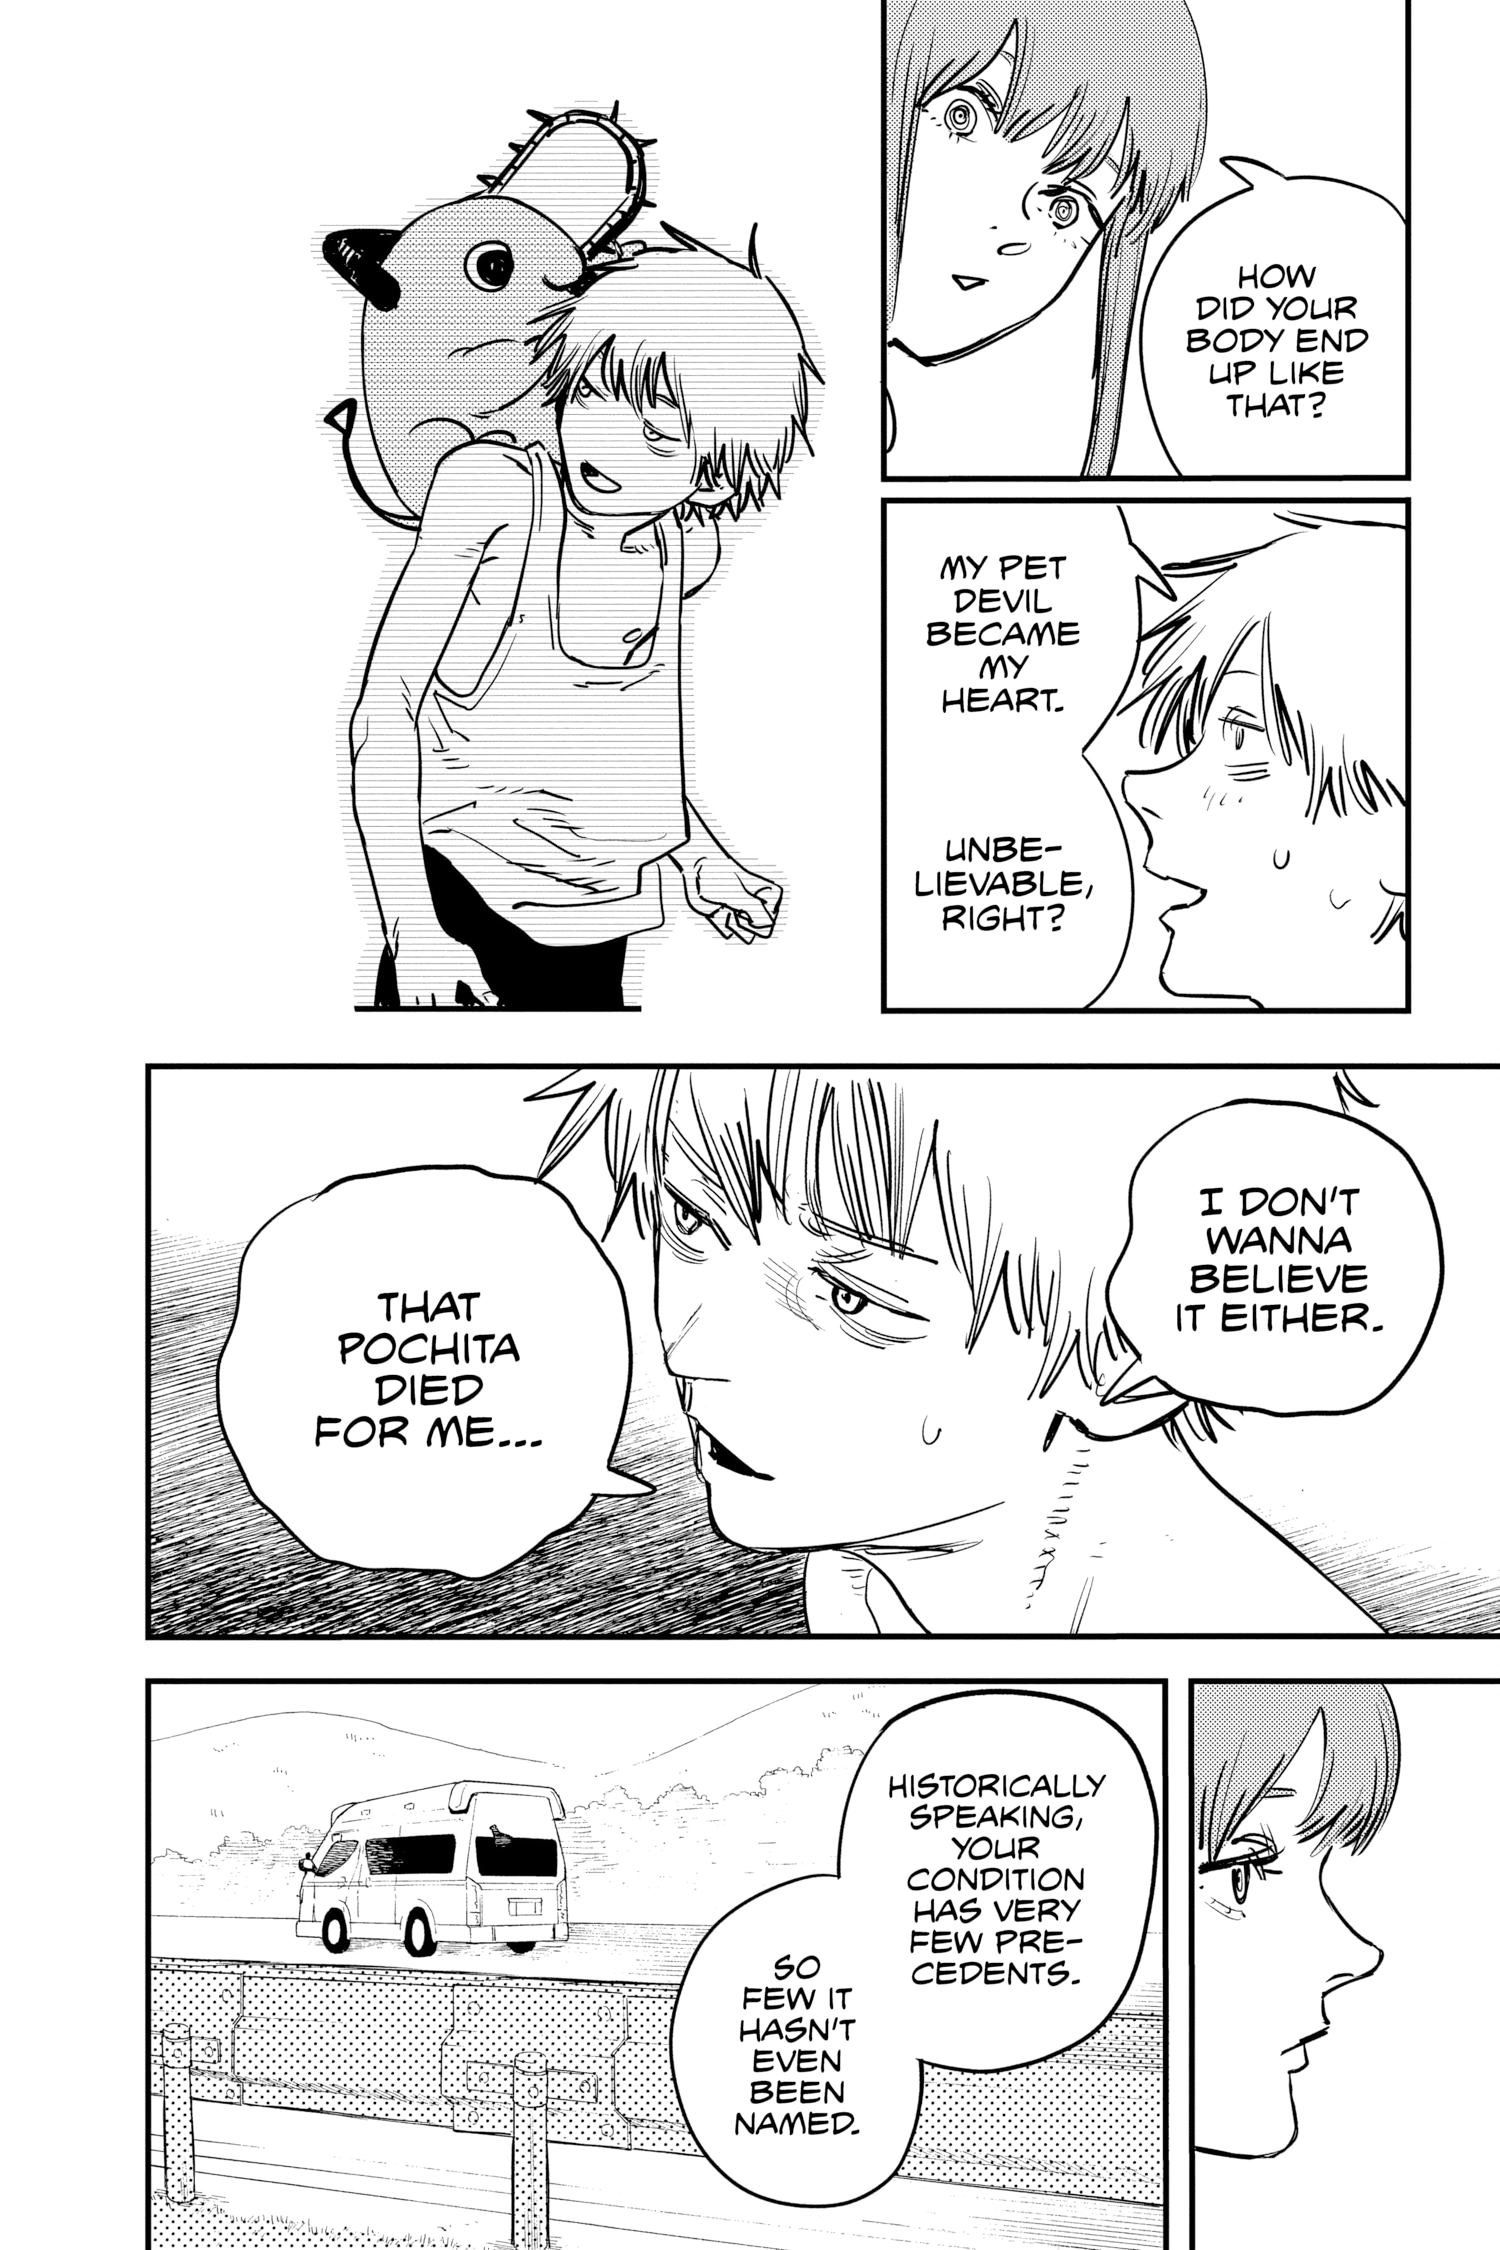 HOW
DID YOUR
BODY END
UP LIKE
THAT?
MY PET
DEVIL
BECAME
MY
HEART.
UNBE-
LIEVABLE,
RIGHT?
I DON'T
WANNA
BELIEVE
IT EITHER.
THAT
POCHITA
DIED
FOR ME...
HISTORICALLY
SPEAKING,
YOUR
CONDITION
HAS VERY
FEW PRE-
CEDENTS.
SO
FEW IT
HASN'T
EVEN
BEEN
NAMED.